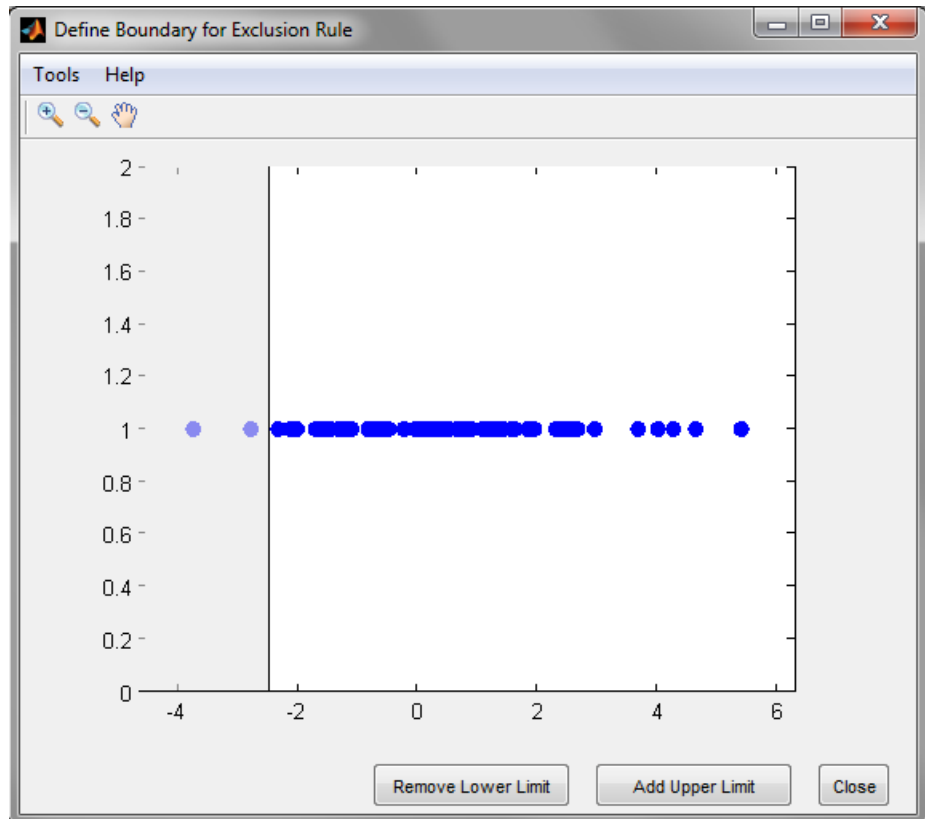 Define Boundary for Exclusion Rule
Tools Help
2
1.8
1.6
1.4
1.2
1
0.8
0.6
0.4
0.2
0
-4 -2 0 2 4 6
Remove Lower Limit Add Upper Limit Close